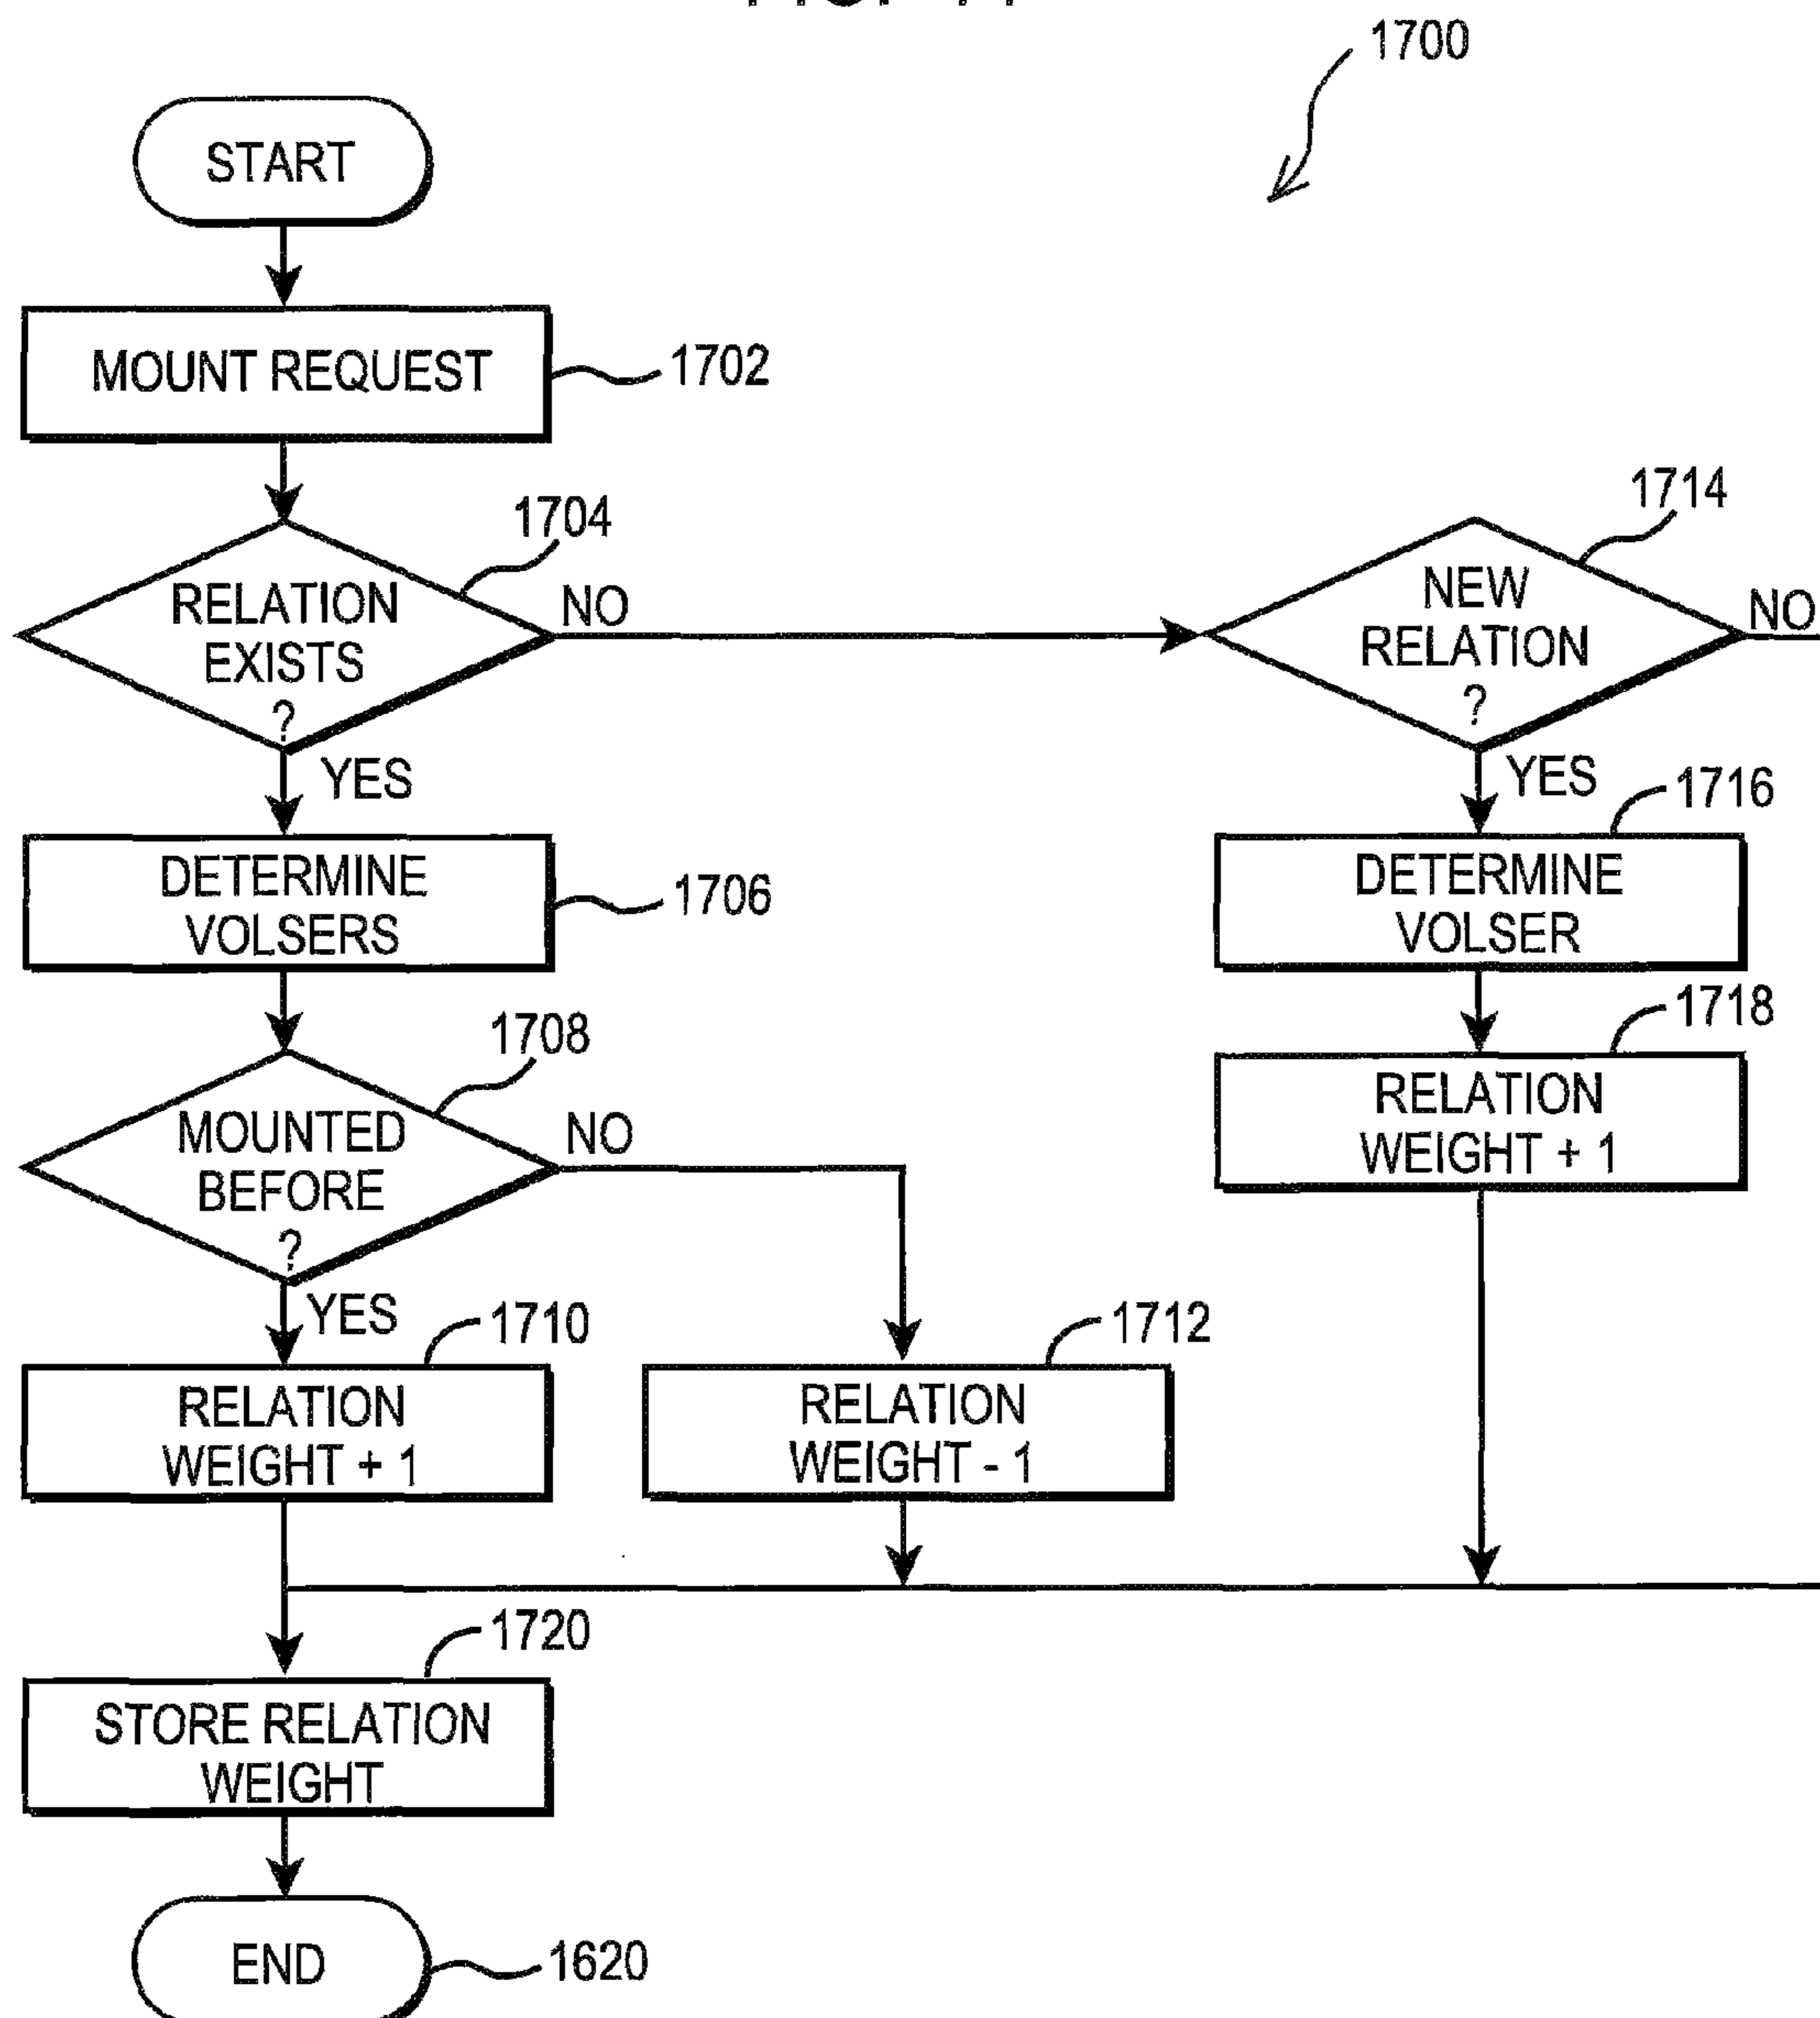 1700
START
MOUNT REQUEST
1702
1704
RELATION
EXISTS
?
NO
YES
1714
NEW
RELATION
?
NO
YES
DETERMINE
VOLSERS
1706
1716
DETERMINE
VOLSER
1708
MOUNTED
BEFORE
?
NO
YES
1718
RELATION
WEIGHT + 1
1710
RELATION
WEIGHT + 1
1712
RELATION
WEIGHT - 1
1720
STORE RELATION
WEIGHT
END
1620